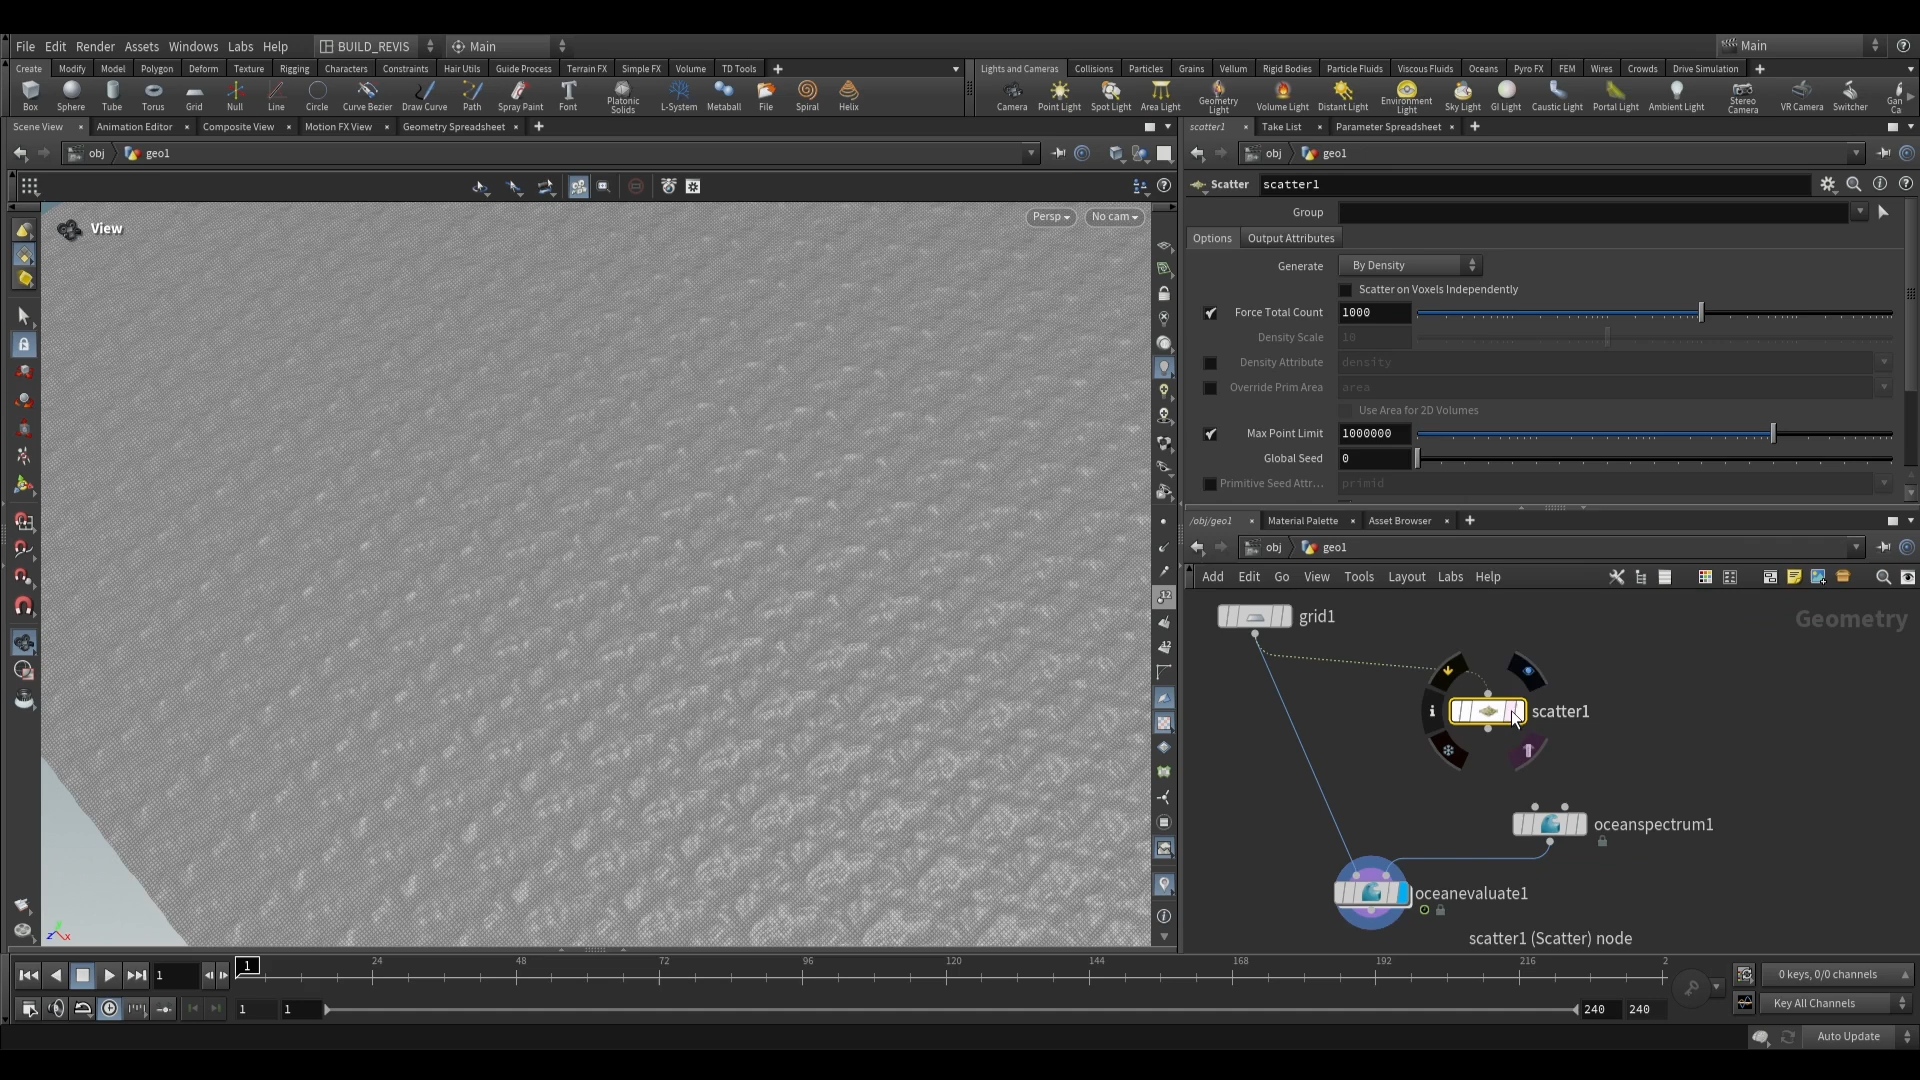 File Edit Render Assets Windows Labs Help BUILD_REVIS Main Main
Create Modify Model Polygon Deform Texture Rigging Characters Constraints Hair Utils Guide Process Terrain FX Simple FX Volume TD Tools
Lights and Cameras Collisions Particles Grains Vellum Rigid Bodies Particle Fluids Viscous Fluids Oceans Pyro FX FEM Wires Crowds Drive Simulation
Box Sphere Tube Torus Grid Null Line Circle Curve Bezier Draw Curve Path Spray Paint Font Platonic Solids L-System Metaball File Spiral Helix
Camera Point Light Spot Light Area Light Geometry Light Volume Light Distant Light Environment Light Sky Light GI Light Caustic Light Portal Light Ambient Light Stereo Camera VR Camera Switcher Gan Ca
Scene View Animation Editor Composite View Motion FX View Geometry Spreadsheet
obj geo1
View
Persp No cam
scatter1 Take List Parameter Spreadsheet
obj geo1
Scatter scatter1
Group
Options Output Attributes
Generate By Density
Scatter on Voxels Independently
Force Total Count 1000
Density Scale 10
Density Attribute density
Override Prim Area area
Use Area for 2D Volumes
Max Point Limit 1000000
Global Seed 0
Primitive Seed Attr... primid
/obj/geo1 Material Palette Asset Browser
obj geo1
Add Edit Go View Tools Layout Labs Help
Geometry
grid1
scatter1
oceanspectrum1
oceanevaluate1
scatter1 (Scatter) node
z x
12
12
1 1 24 48 72 96 120 144 168 192 216 2
0 keys, 0/0 channels
1 1 240 240
Key All Channels
Auto Update